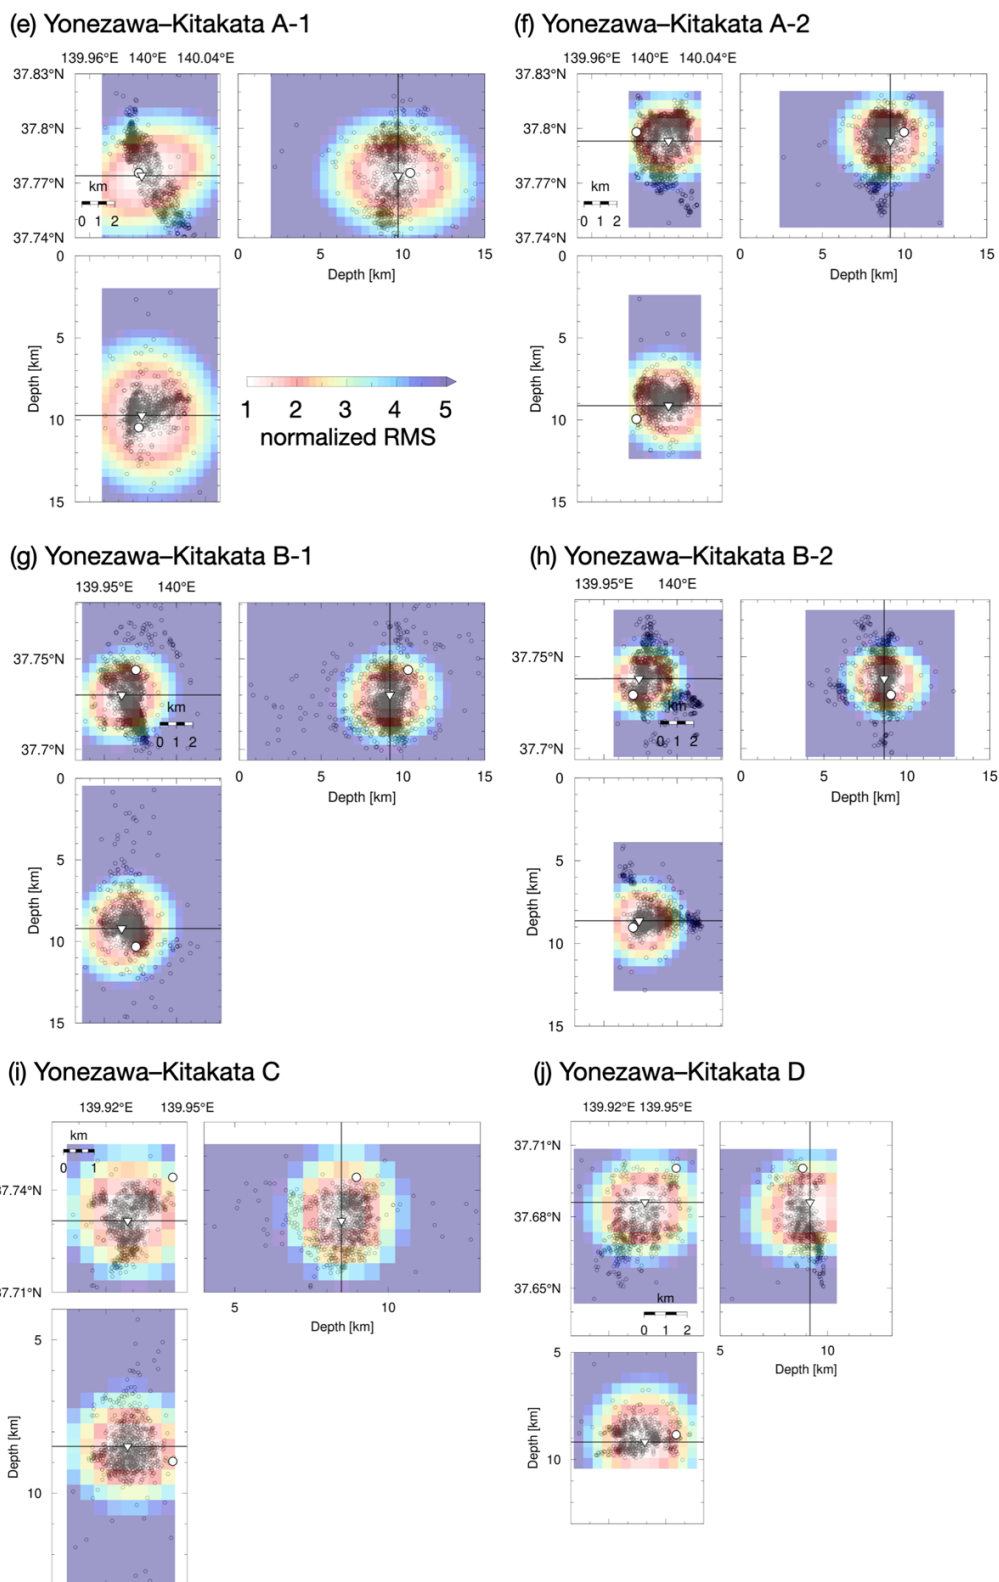 (e) Yonezawa–Kitakata A-1
139.96°E 140°E 140.04°E
37.83°N
37.8°N
37.77°N
37.74°N
km
0 1 2
0 5 10 15
Depth [km]
0
5
10
15
Depth [km]
1 2 3 4 5
normalized RMS
(f) Yonezawa–Kitakata A-2
139.96°E 140°E 140.04°E
37.83°N
37.8°N
37.77°N
37.74°N
km
0 1 2
0 5 10 15
Depth [km]
0
5
10
15
Depth [km]
(g) Yonezawa–Kitakata B-1
139.95°E 140°E
37.75°N
37.7°N
km
0 1 2
0 5 10 15
Depth [km]
0
5
10
15
Depth [km]
(h) Yonezawa–Kitakata B-2
139.95°E 140°E
37.75°N
37.7°N
km
0 1 2
0 5 10 15
Depth [km]
0
5
10
15
Depth [km]
(i) Yonezawa–Kitakata C
139.92°E 139.95°E
km
0 1
7.74°N
37.71°N
5 10
Depth [km]
5
10
Depth [km]
(j) Yonezawa–Kitakata D
139.92°E 139.95°E
37.71°N
37.68°N
37.65°N
km
0 1 2
5 10
Depth [km]
5
10
Depth [km]